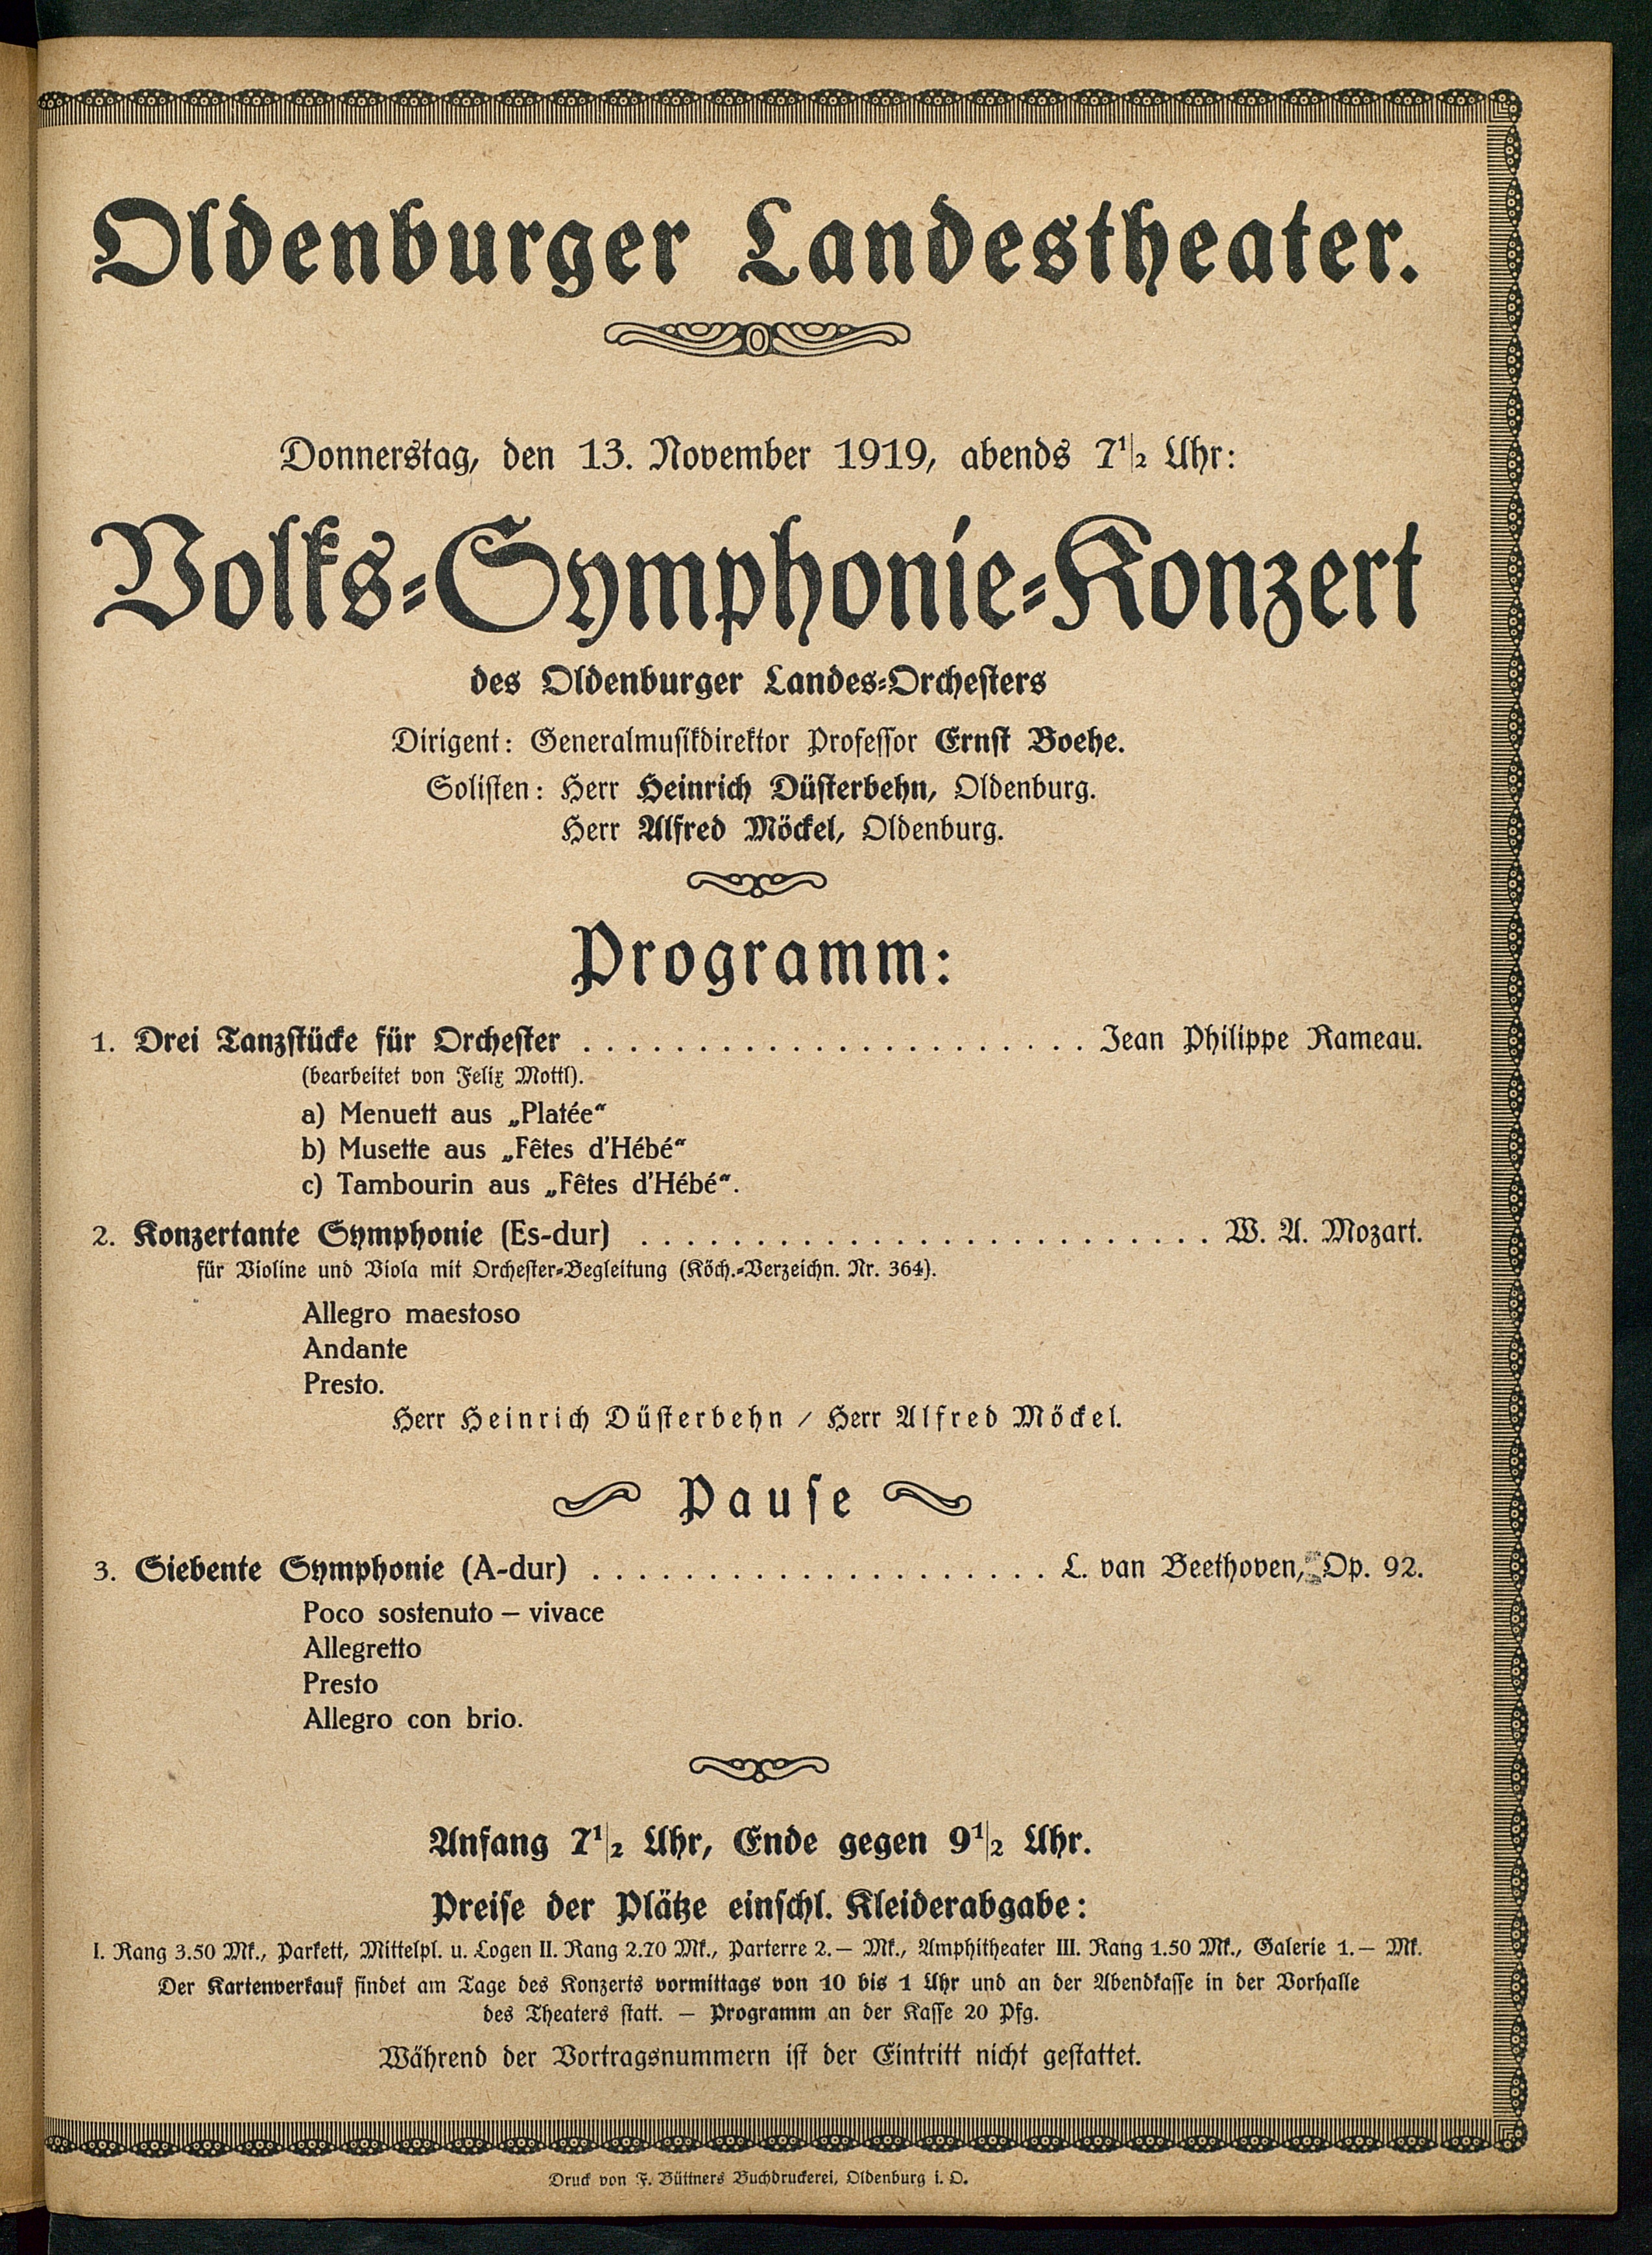 Oldenburger Landestheater.
Donnerstag, den 13. November 1919, abends 7 1/2 Uhr:
Volks-Symphonie-Konzert
des Oldenburger Landes-Orchesters
Dirigent: Generalmusikdirektor Professor Ernst Boehe.
Solisten: Herr Heinrich Düsterbehn, Oldenburg.
Herr Alfred Möckel, Oldenburg.
Programm:
1. Drei Tanzstücke für Orchester . . . . . . . . . . . . . . . . . . . . . . Jean Philippe Rameau.
(bearbeitet von Felix Mottl).
a) Menuett aus „Platée“
b) Musette aus „Fêtes d'Hébé“
c) Tambourin aus „Fêtes d'Hébé“.
2. Konzertante Symphonie (Es-dur) . . . . . . . . . . . . . . . . . . . . . . . . . W. A. Mozart.
für Violine und Viola mit Orchester-Begleitung (Köch.-Verzeichn. Nr. 364).
Allegro maestoso
Andante
Presto.
Herr Heinrich Düsterbehn / Herr Alfred Möckel.
Pause
3. Siebente Symphonie (A-dur) . . . . . . . . . . . . . . . . . . . . L. van Beethoven, Op. 92.
Poco sostenuto – vivace
Allegretto
Presto
Allegro con brio.
Anfang 7 1/2 Uhr, Ende gegen 9 1/2 Uhr.
Preise der Plätze einschl. Kleiderabgabe:
I. Rang 3.50 Mk., Parkett, Mittelpl. u. Logen II. Rang 2.70 Mk., Parterre 2.— Mk., Amphitheater III. Rang 1.50 Mk., Galerie 1.— Mk.
Der Kartenverkauf findet am Tage des Konzerts vormittags von 10 bis 1 Uhr und an der Abendkasse in der Vorhalle
des Theaters statt. — Programm an der Kasse 20 Pfg.
Während der Vortragsnummern ist der Eintritt nicht gestattet.
Druck von F. Büttners Buchdruckerei, Oldenburg i. O.